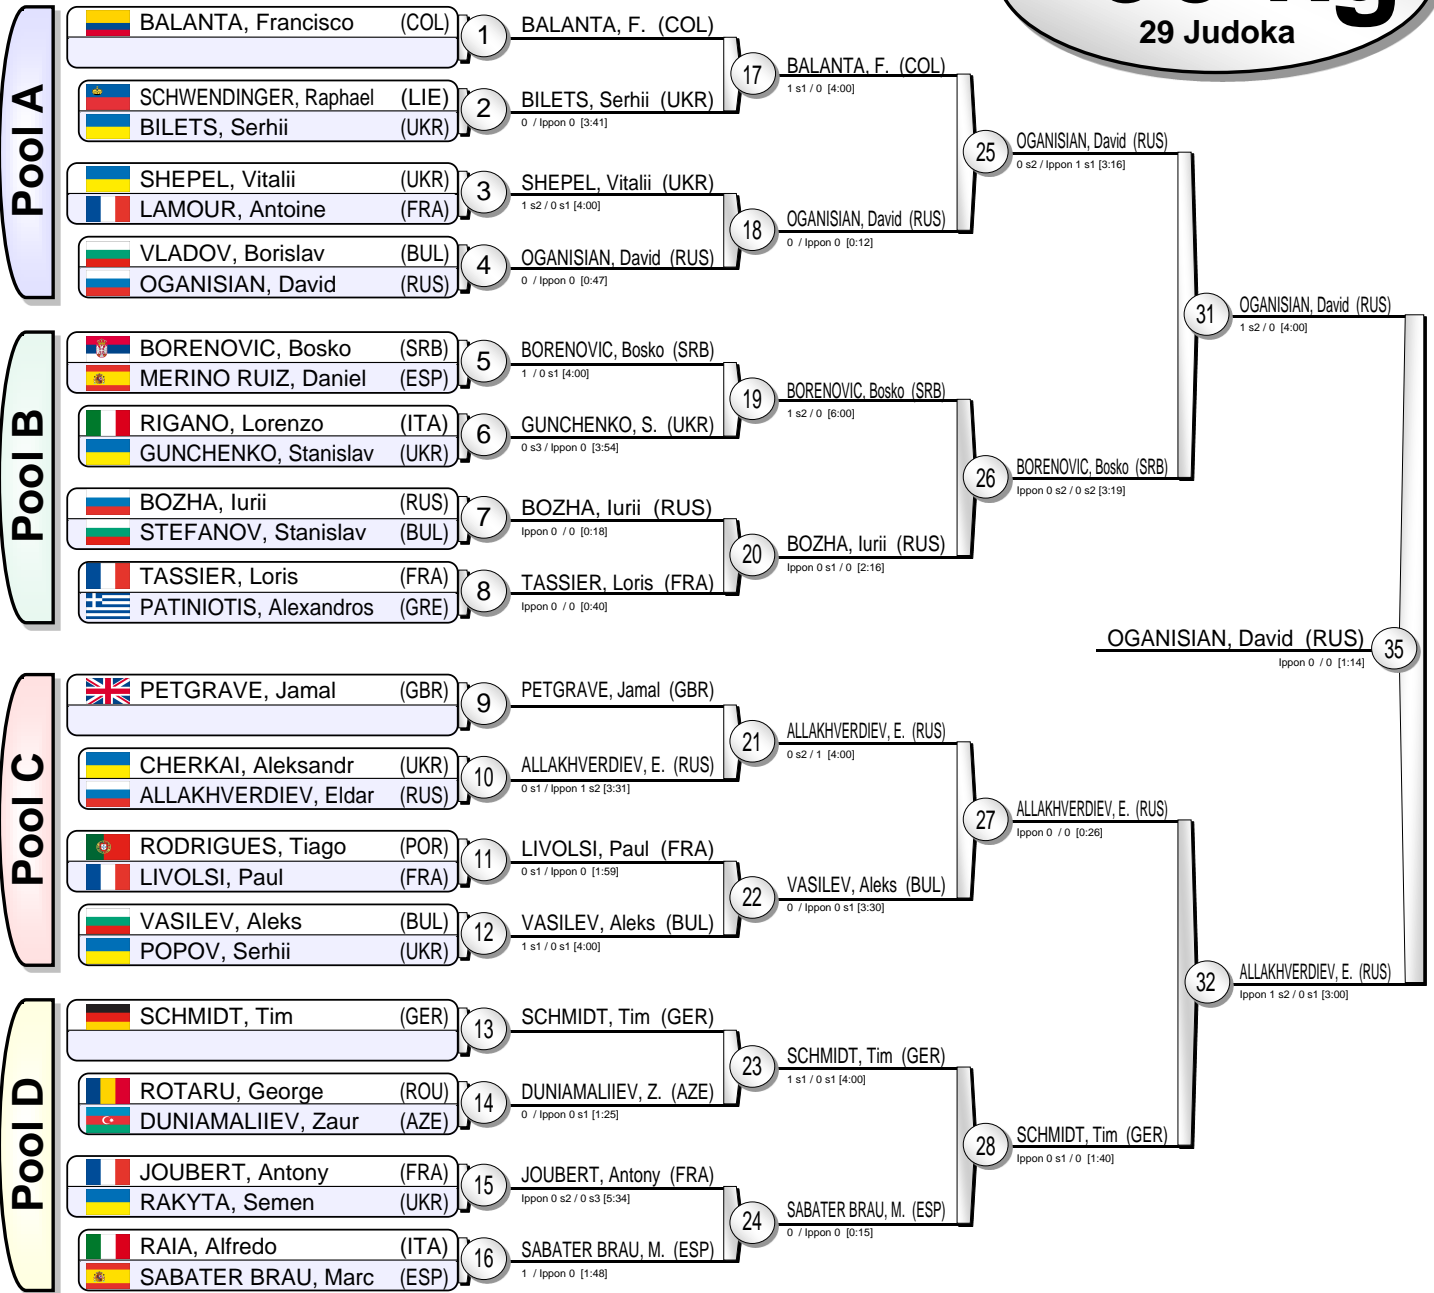 29 Judoka
Pool A
BALANTA, Francisco (COL)
SCHWENDINGER, Raphael (LIE)
BILETS, Serhii (UKR)
SHEPEL, Vitalii (UKR)
LAMOUR, Antoine (FRA)
VLADOV, Borislav (BUL)
OGANISIAN, David (RUS)
Pool B
BORENOVIC, Bosko (SRB)
MERINO RUIZ, Daniel (ESP)
RIGANO, Lorenzo (ITA)
GUNCHENKO, Stanislav (UKR)
BOZHA, Iurii (RUS)
STEFANOV, Stanislav (BUL)
TASSIER, Loris (FRA)
PATINIOTIS, Alexandros (GRE)
Pool C
PETGRAVE, Jamal (GBR)
CHERKAI, Aleksandr (UKR)
ALLAKHVERDIEV, Eldar (RUS)
RODRIGUES, Tiago (POR)
LIVOLSI, Paul (FRA)
VASILEV, Aleks (BUL)
POPOV, Serhii (UKR)
Pool D
SCHMIDT, Tim (GER)
ROTARU, George (ROU)
DUNIAMALIIEV, Zaur (AZE)
JOUBERT, Antony (FRA)
RAKYTA, Semen (UKR)
RAIA, Alfredo (ITA)
SABATER BRAU, Marc (ESP)
1
BALANTA, F. (COL)
2
BILETS, Serhii (UKR)
0 / Ippon 0 [3:41]
3
SHEPEL, Vitalii (UKR)
1 s2 / 0 s1 [4:00]
4
OGANISIAN, David (RUS)
0 / Ippon 0 [0:47]
5
BORENOVIC, Bosko (SRB)
1 / 0 s1 [4:00]
6
GUNCHENKO, S. (UKR)
0 s3 / Ippon 0 [3:54]
7
BOZHA, Iurii (RUS)
Ippon 0 / 0 [0:18]
8
TASSIER, Loris (FRA)
Ippon 0 / 0 [0:40]
9
PETGRAVE, Jamal (GBR)
10
ALLAKHVERDIEV, E. (RUS)
0 s1 / Ippon 1 s2 [3:31]
11
LIVOLSI, Paul (FRA)
0 s1 / Ippon 0 [1:59]
12
VASILEV, Aleks (BUL)
1 s1 / 0 s1 [4:00]
13
SCHMIDT, Tim (GER)
14
DUNIAMALIIEV, Z. (AZE)
0 / Ippon 0 s1 [1:25]
15
JOUBERT, Antony (FRA)
Ippon 0 s2 / 0 s3 [5:34]
16
SABATER BRAU, M. (ESP)
1 / Ippon 0 [1:48]
17
BALANTA, F. (COL)
1 s1 / 0 [4:00]
18
OGANISIAN, David (RUS)
0 / Ippon 0 [0:12]
19
BORENOVIC, Bosko (SRB)
1 s2 / 0 [6:00]
20
BOZHA, Iurii (RUS)
Ippon 0 s1 / 0 [2:16]
21
ALLAKHVERDIEV, E. (RUS)
0 s2 / 1 [4:00]
22
VASILEV, Aleks (BUL)
0 / Ippon 0 s1 [3:30]
23
SCHMIDT, Tim (GER)
1 s1 / 0 s1 [4:00]
24
SABATER BRAU, M. (ESP)
0 / Ippon 0 [0:15]
25
OGANISIAN, David (RUS)
0 s2 / Ippon 1 s1 [3:16]
26
BORENOVIC, Bosko (SRB)
Ippon 0 s2 / 0 s2 [3:19]
27
ALLAKHVERDIEV, E. (RUS)
Ippon 0 / 0 [0:26]
28
SCHMIDT, Tim (GER)
Ippon 0 s1 / 0 [1:40]
31
OGANISIAN, David (RUS)
1 s2 / 0 [4:00]
32
ALLAKHVERDIEV, E. (RUS)
Ippon 1 s2 / 0 s1 [3:00]
35
OGANISIAN, David (RUS)
Ippon 0 / 0 [1:14]